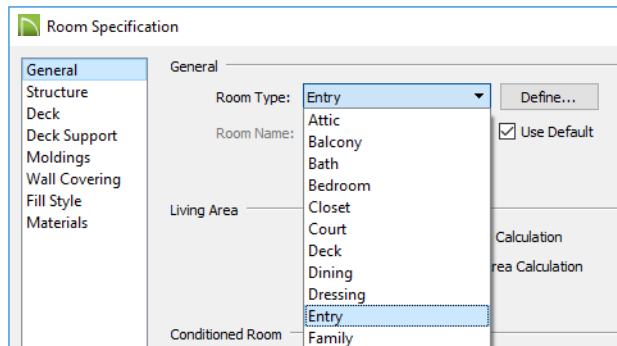 Room Specification
General
Structure
Deck
Deck Support
Moldings
Wall Covering
Fill Style
Materials
General
Room Type: Entry Define...
Room Name: Use Default
Attic
Balcony
Bath
Bedroom
Closet
Court
Deck
Dining
Dressing
Entry
Family
Living Area
Calculation
rea Calculation
Conditioned Room